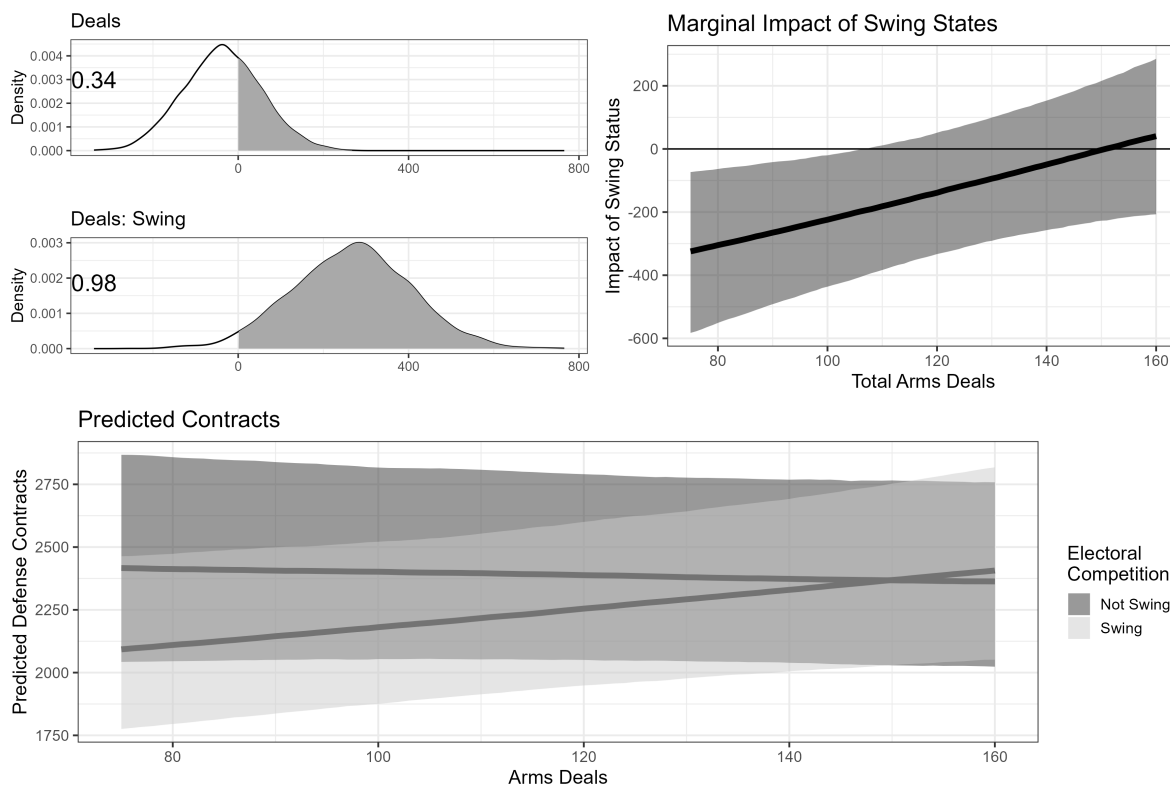 Deals
Density
0.004
0.003
0.002
0.001
0.000
0.34
0
400
800
Deals: Swing
Density
0.003
0.002
0.001
0.000
0.98
0
400
800
Marginal Impact of Swing States
Impact of Swing Status
200
0
-200
-400
-600
80
100
120
140
160
Total Arms Deals
Predicted Contracts
Predicted Defense Contracts
2750
2500
2250
2000
1750
80
100
120
140
160
Arms Deals
Electoral
Competition
Not Swing
Swing